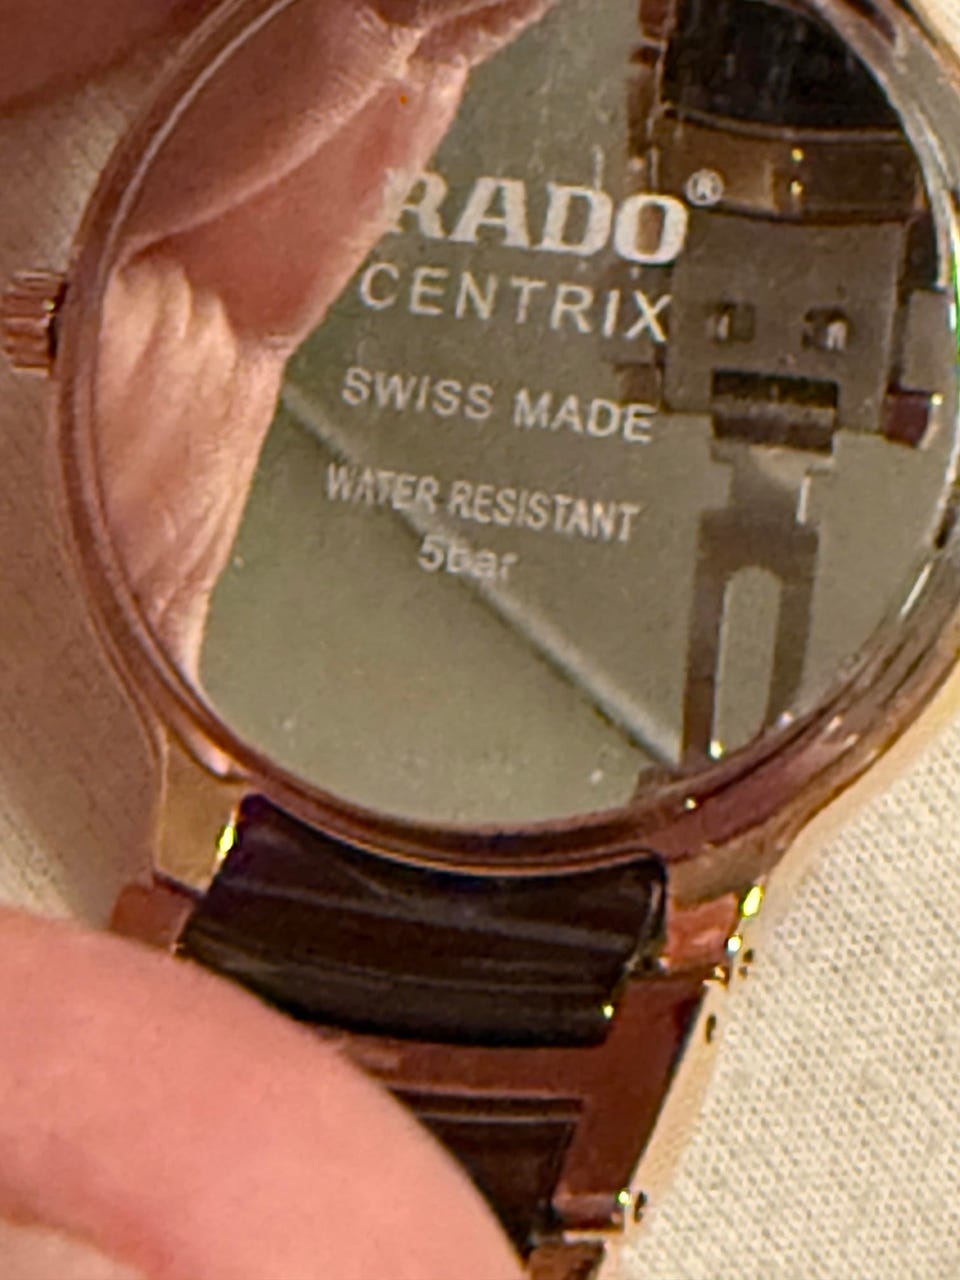 RADO®
CENTRIX
SWISS MADE
WATER RESISTANT
5bar